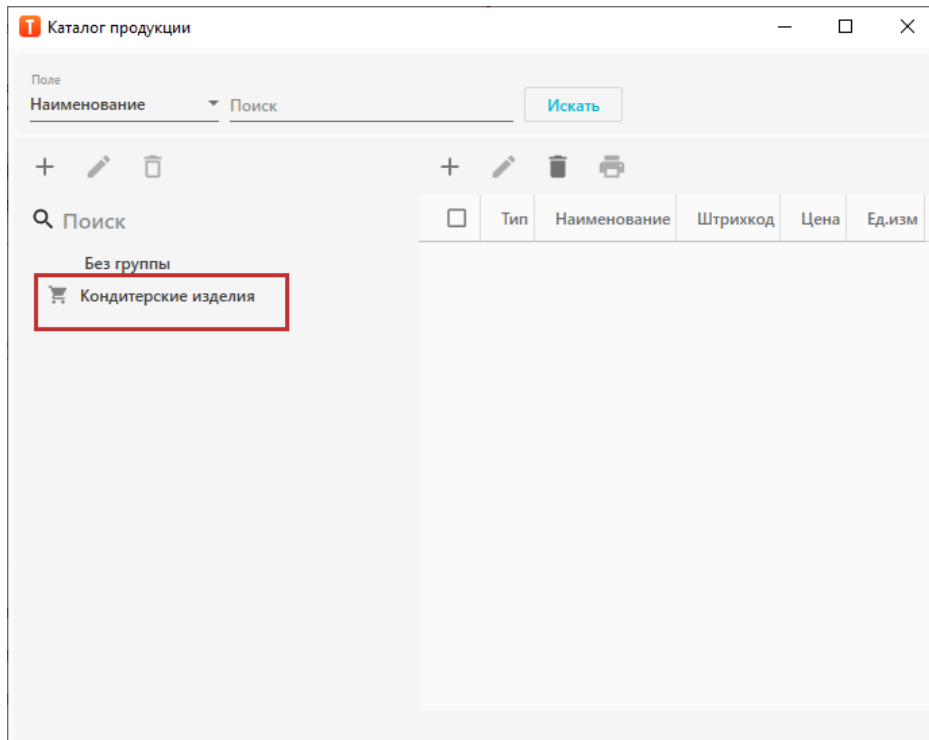 T Каталог продукции
Поле
Наименование Поиск Искать
Поиск
Тип Наименование Штрихкод Цена Ед.изм
Без группы
Кондитерские изделия